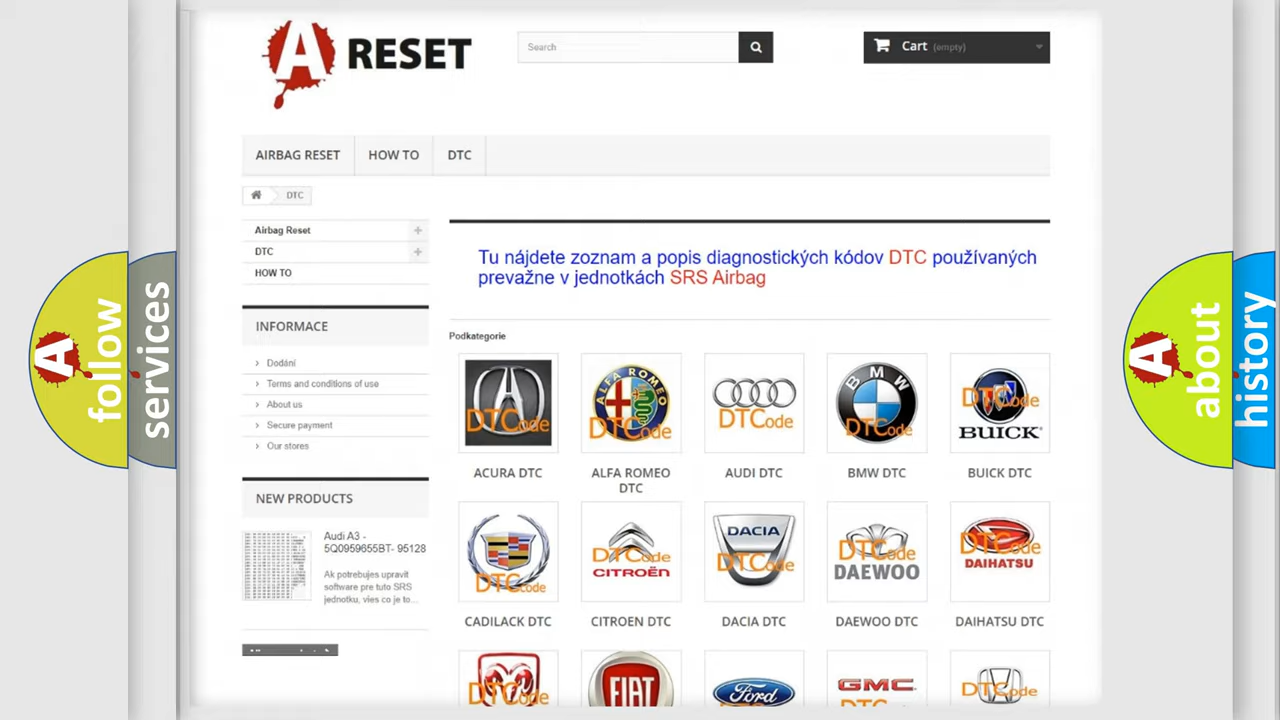 A RESET
Search
Cart (empty)
AIRBAG RESET
HOW TO
DTC
DTC
Airbag Reset
DTC
HOW TO
Tu nájdete zoznam a popis diagnostických kódov DTC používaných
prevažne v jednotkách SRS Airbag
INFORMACE
Dodání
Terms and conditions of use
About us
Secure payment
Our stores
NEW PRODUCTS
Audi A3 -
5Q0959655BT- 95128
Ak potrebujes upravit
software pre tuto SRS
jednotku, vies co je to...
Podkategorie
DTCode
ALFA ROMEO
DTCode
DTCode
BMW
DTCode
DTCode
BUICK
ACURA DTC
ALFA ROMEO
DTC
AUDI DTC
BMW DTC
BUICK DTC
DTCode
DTCode
CITROËN
DACIA
DTCode
DTCode
DAEWOO
DTCode
DAIHATSU
CADILACK DTC
CITROEN DTC
DACIA DTC
DAEWOO DTC
DAIHATSU DTC
DTCode
FIAT
Ford
GMC
DTCode
A follow
services
A about
history